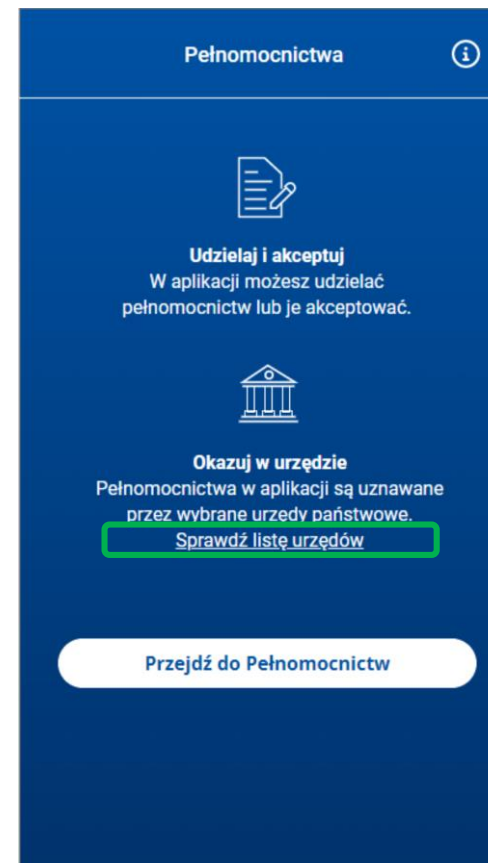 Pełnomocnictwa
Udzielaj i akceptuj
W aplikacji możesz udzielać
pełnomocnictw lub je akceptować.
Okazuj w urzędzie
Pełnomocnictwa w aplikacji są uznawane
przez wybrane urzędy państwowe.
Sprawdź listę urzędów
Przejdź do Pełnomocnictw